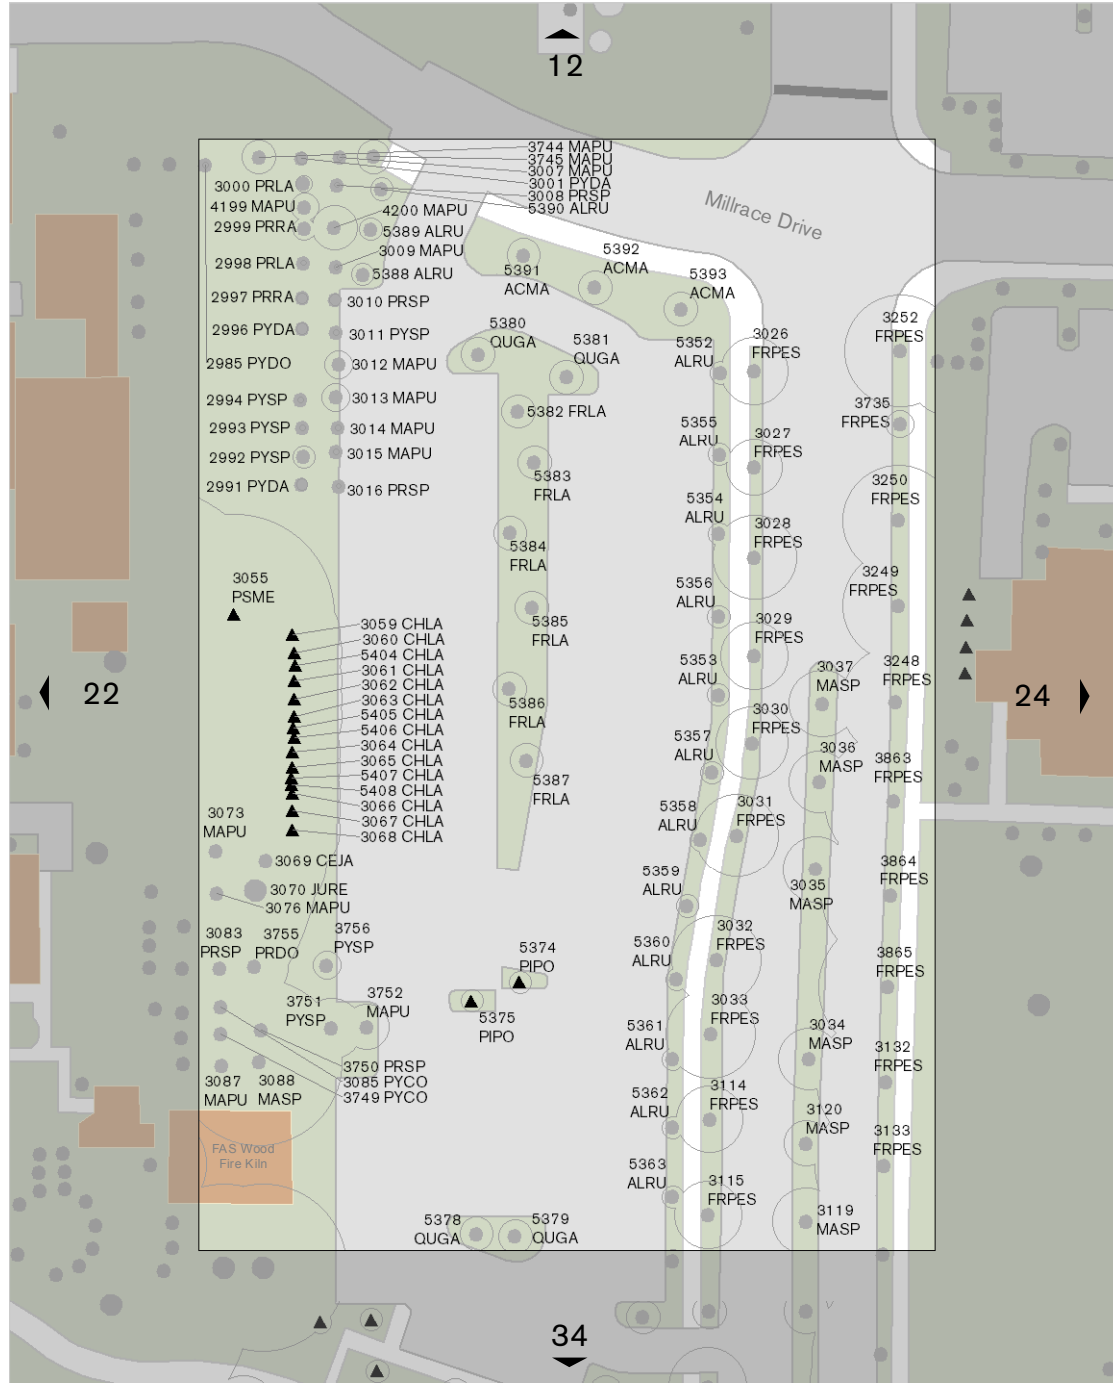 12
3744 MAPU
3745 MAPU
3007 MAPU
3001 PYDA
3008 PRSP
5390 ALRU
3000 PRLA
4199 MAPU
2999 PRRA
4200 MAPU
5389 ALRU
3009 MAPU
2998 PRLA
5388 ALRU
2997 PRRA
3010 PRSP
2996 PYDA
3011 PYSP
2985 PYDO
3012 MAPU
2994 PYSP
3013 MAPU
2993 PYSP
3014 MAPU
2992 PYSP
3015 MAPU
2991 PYDA
3016 PRSP
Millrace Drive
5391
ACMA
5392
ACMA
5393
ACMA
5380
QUGA
5381
QUGA
5382 FRLA
5383
FRLA
5384
FRLA
5385
FRLA
5386
FRLA
5387
FRLA
5352
ALRU
3026
FRPES
5355
ALRU
3027
FRPES
5354
ALRU
3028
FRPES
5356
ALRU
3029
FRPES
5353
ALRU
3030
FRPES
5357
ALRU
3031
FRPES
5358
ALRU
5359
ALRU
3032
FRPES
5360
ALRU
3033
FRPES
5361
ALRU
3114
FRPES
5362
ALRU
3115
FRPES
5363
ALRU
3252
FRPES
3735
FRPES
3250
FRPES
3249
FRPES
3248
FRPES
3863
FRPES
3864
FRPES
3865
FRPES
3132
FRPES
3133
FRPES
3037
MASP
3036
MASP
3035
MASP
3034
MASP
3120
MASP
3119
MASP
22
24
3055
PSME
3059 CHLA
3060 CHLA
5404 CHLA
3061 CHLA
3062 CHLA
3063 CHLA
5405 CHLA
5406 CHLA
3064 CHLA
3065 CHLA
5407 CHLA
5408 CHLA
3066 CHLA
3067 CHLA
3068 CHLA
3073
MAPU
3069 CEJA
3070 JURE
3076 MAPU
3083
PRSP
3755
PRDO
3756
PYSP
5374
PIPO
5375
PIPO
3751
PYSP
3752
MAPU
3750 PRSP
3085 PYCO
3749 PYCO
3087
MAPU
3088
MASP
FAS Wood
Fire Kiln
5378
QUGA
5379
QUGA
34